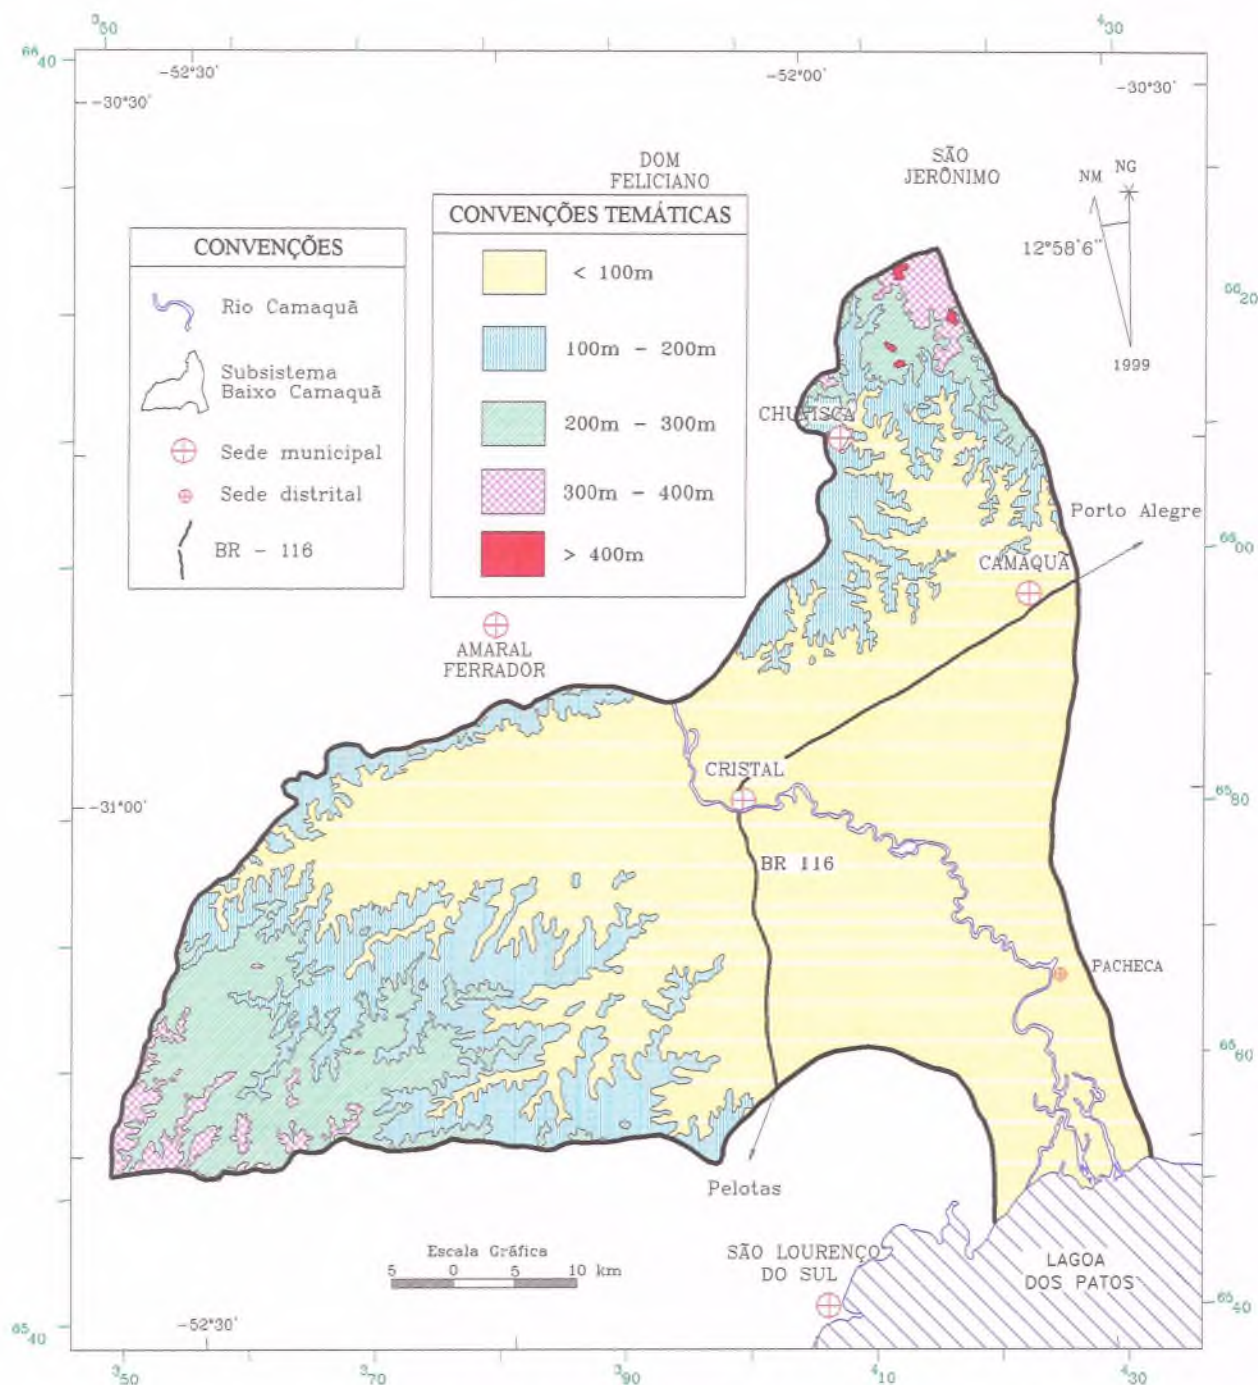 ³50
⁴30
⁶⁶40
-52°30'
-52°00'
-30°30'
-30°30'
DOM
FELICIANO
SÃO
JERÔNIMO
NM NG
12°58'6"
1999
CONVENÇÕES
Rio Camaquã
Subsistema
Baixo Camaquã
Sede municipal
Sede distrital
BR - 116
CONVENÇÕES TEMÁTICAS
< 100m
100m - 200m
200m - 300m
300m - 400m
> 400m
⁶⁶20
CHUVISCA
Porto Alegre
⁶⁶00
CAMAQUÃ
AMARAL
FERRADOR
CRISTAL
-31°00'
⁶⁵80
BR 116
PACHECA
⁶⁵60
Pelotas
Escala Gráfica
5 0 5 10 km
SÃO LOURENÇO
DO SUL
LAGOA
DOS PATOS
⁶⁵40
-52°30'
⁶⁵40
³50
³70
³90
⁴10
⁴30